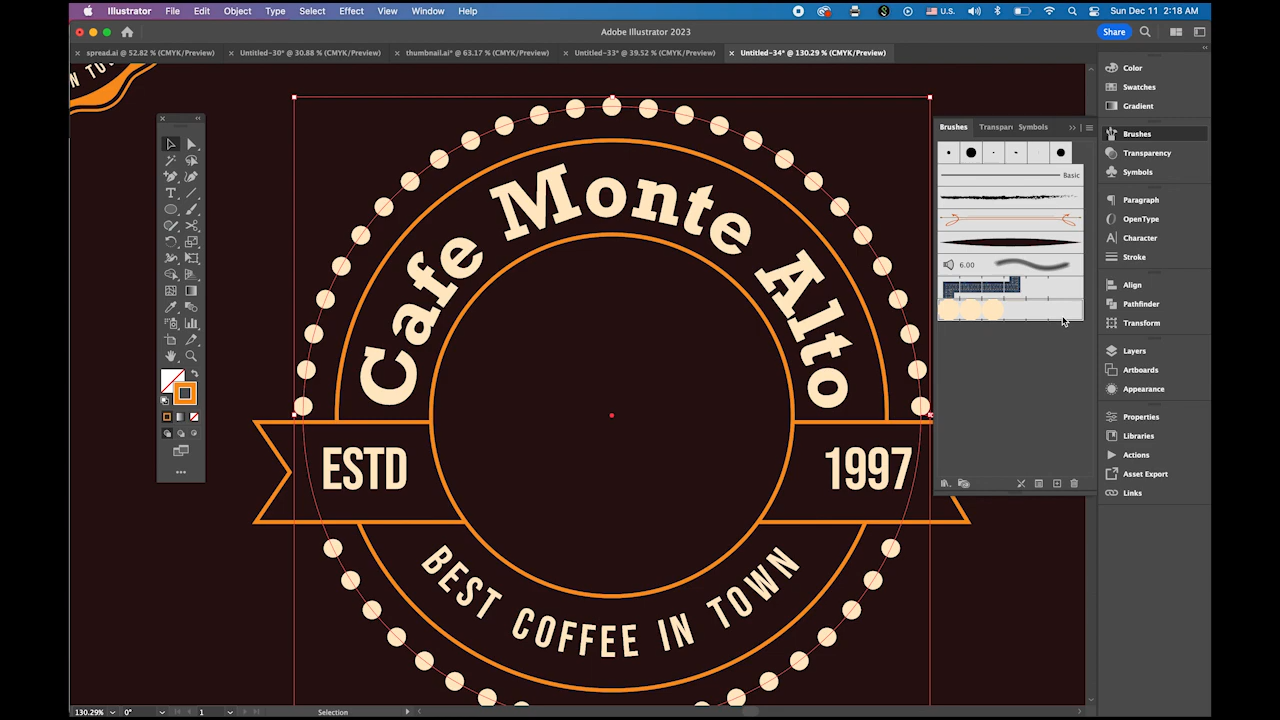 Illustrator File Edit Object Type Select Effect View Window Help U.S. Sun Dec 11 2:18 AM
Adobe Illustrator 2023 Share
spread.ai @ 52.82 % (CMYK/Preview) Untitled-30* @ 30.88 % (CMYK/Preview) thumbnail.ai* @ 63.17 % (CMYK/Preview) Untitled-33* @ 39.52 % (CMYK/Preview) Untitled-34* @ 130.29 % (CMYK/Preview)
IN TO
Color
Swatches
Gradient
Brushes Transpar Symbols
Basic
6.00
Brushes
Transparency
Symbols
Paragraph
OpenType
Character
Stroke
Align
Pathfinder
Transform
Layers
Artboards
Appearance
Properties
Libraries
Actions
Asset Export
Links
Cafe Monte Alto
ESTD 1997
BEST COFFEE IN TOWN
130.29% 0° 1 Selection